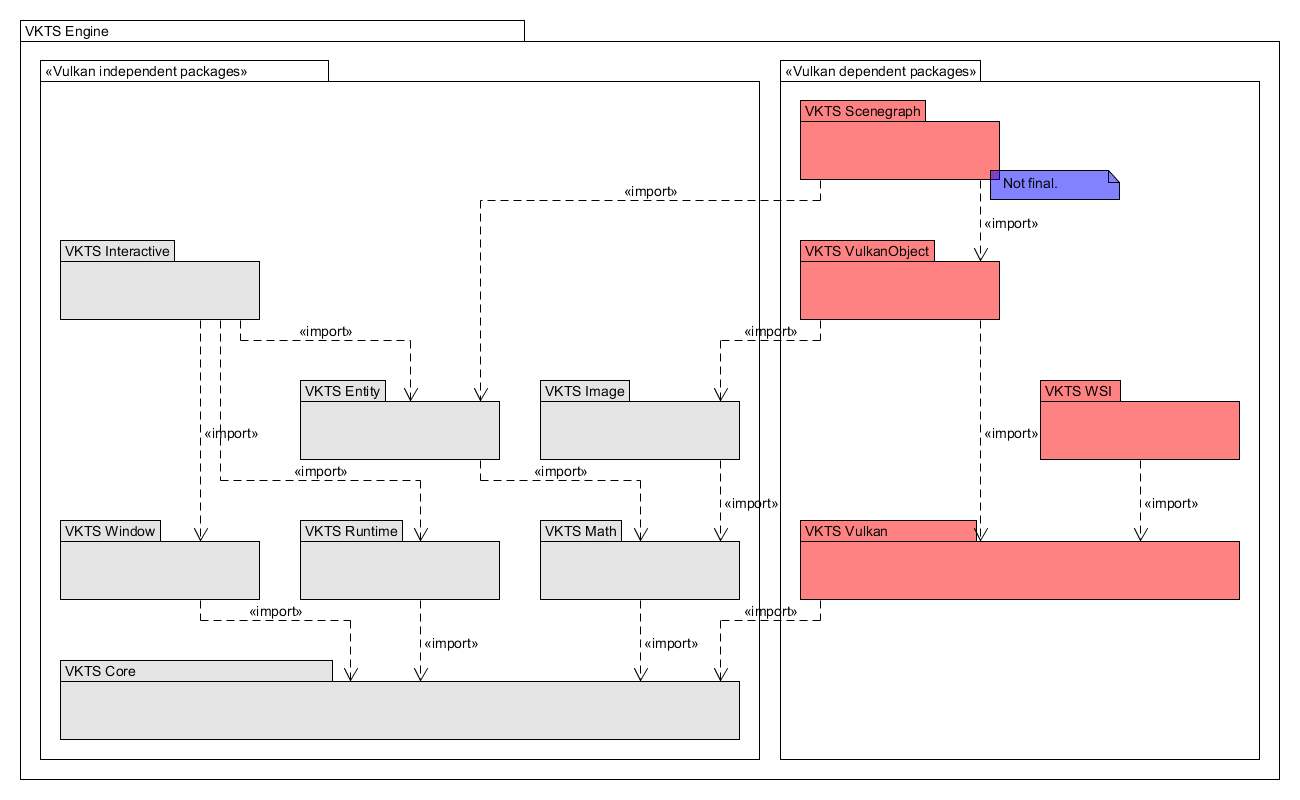 VKTS Engine
«Vulkan independent packages»
«Vulkan dependent packages»
VKTS Scenegraph
Not final.
«import»
«import»
VKTS Interactive
VKTS VulkanObject
«import»
«import»
VKTS Entity
VKTS Image
VKTS WSI
«import»
«import»
«import»
«import»
«import»
«import»
VKTS Window
VKTS Runtime
VKTS Math
VKTS Vulkan
«import»
«import»
«import»
«import»
VKTS Core